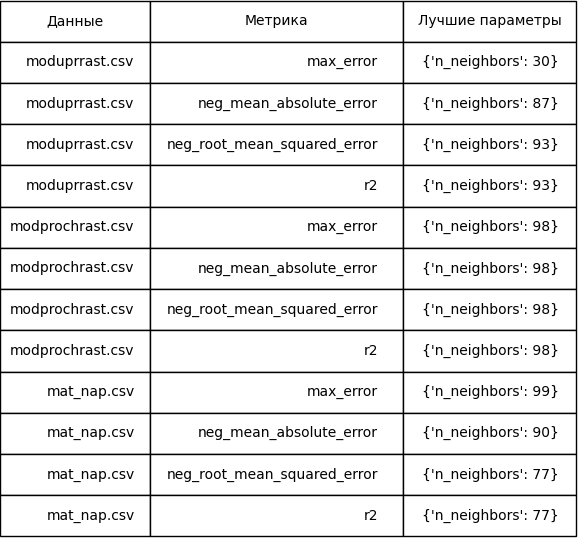 Данные Метрика Лучшие параметры
moduprrast.csv max_error {'n_neighbors': 30}
moduprrast.csv neg_mean_absolute_error {'n_neighbors': 87}
moduprrast.csv neg_root_mean_squared_error {'n_neighbors': 93}
moduprrast.csv r2 {'n_neighbors': 93}
modprochrast.csv max_error {'n_neighbors': 98}
modprochrast.csv neg_mean_absolute_error {'n_neighbors': 98}
modprochrast.csv neg_root_mean_squared_error {'n_neighbors': 98}
modprochrast.csv r2 {'n_neighbors': 98}
mat_nap.csv max_error {'n_neighbors': 99}
mat_nap.csv neg_mean_absolute_error {'n_neighbors': 90}
mat_nap.csv neg_root_mean_squared_error {'n_neighbors': 77}
mat_nap.csv r2 {'n_neighbors': 77}